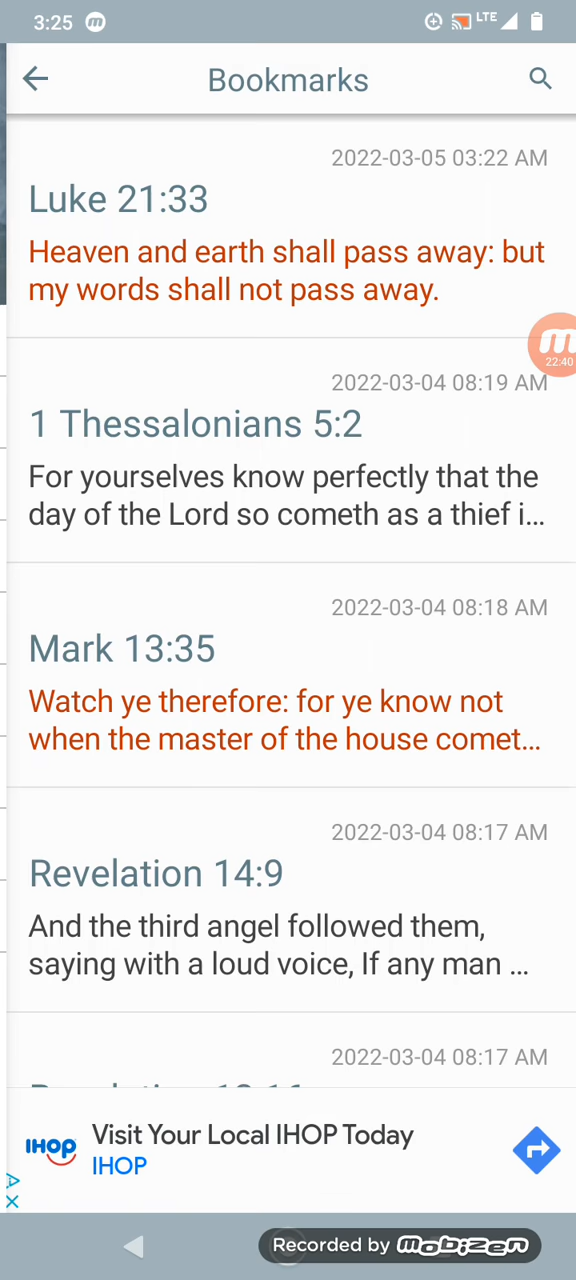 3:25 m LTE
Bookmarks
2022-03-05 03:22 AM
Luke 21:33
Heaven and earth shall pass away: but
my words shall not pass away.
m
22:40
2022-03-04 08:19 AM
1 Thessalonians 5:2
For yourselves know perfectly that the
day of the Lord so cometh as a thief i...
2022-03-04 08:18 AM
Mark 13:35
Watch ye therefore: for ye know not
when the master of the house comet...
2022-03-04 08:17 AM
Revelation 14:9
And the third angel followed them,
saying with a loud voice, If any man ...
2022-03-04 08:17 AM
IHOP
Visit Your Local IHOP Today
IHOP
Recorded by mobizen